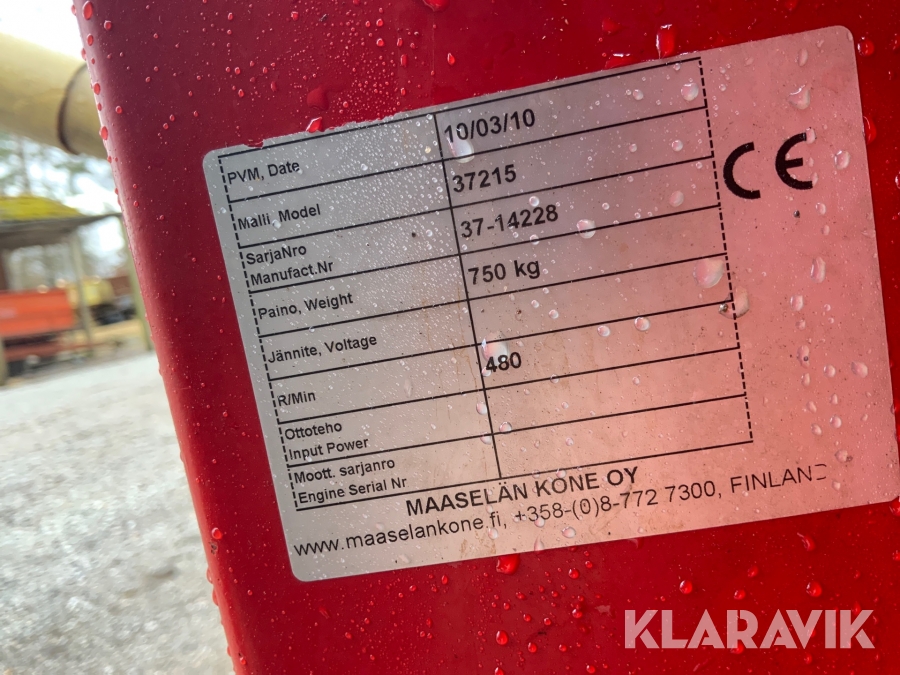 PVM, Date 10/03/10
Malli, Model 37215
SarjaNro
Manufact.Nr 37-14228
Paino, Weight 750 kg
Jännite, Voltage
R/Min 480
Ottoteho
Input Power
Moott. sarjanro
Engine Serial Nr
CE
MAASELÄN KONE OY
www.maaselankone.fi, +358-(0)8-772 7300, FINLAND
KLARAVIK